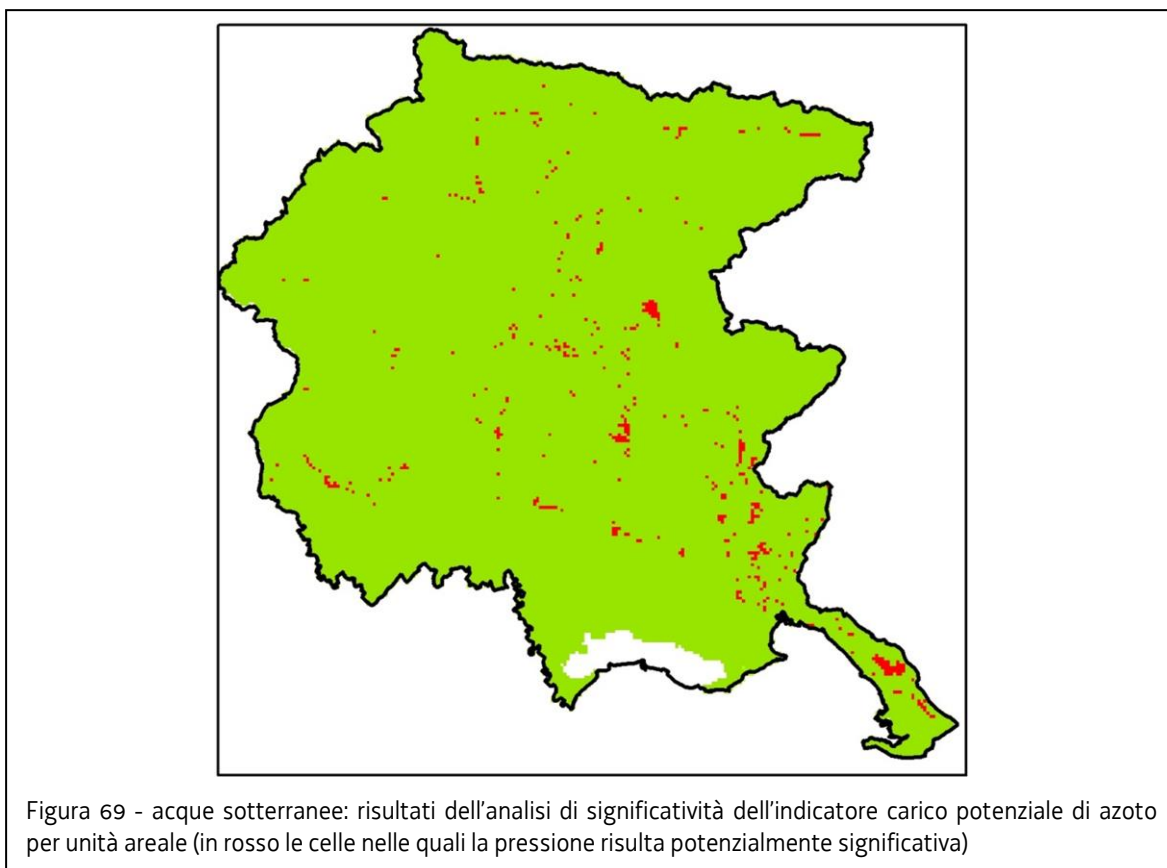 Figura 69 - acque sotterranee: risultati dell'analisi di significatività dell'indicatore carico potenziale di azoto
per unità areale (in rosso le celle nelle quali la pressione risulta potenzialmente significativa)